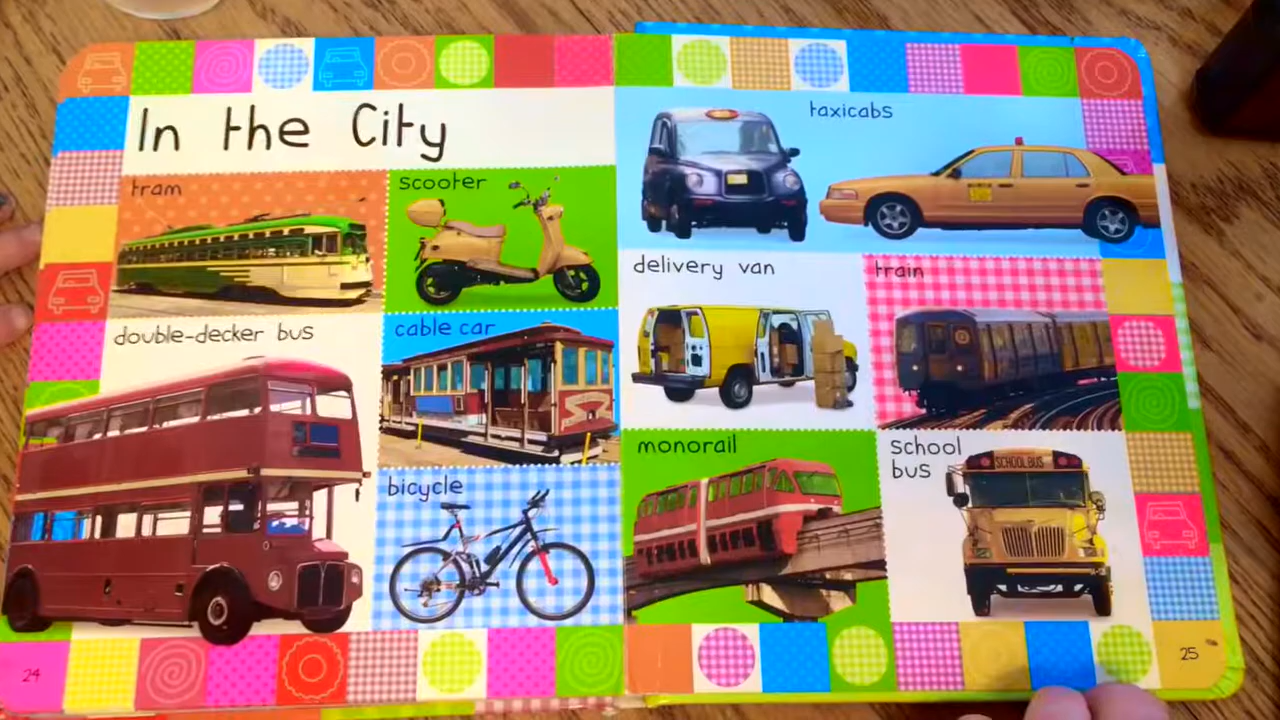 In the City
tram
scooter
double-decker bus
cable car
bicycle
24
taxicabs
delivery van
train
monorail
school
bus
SCHOOL BUS
25